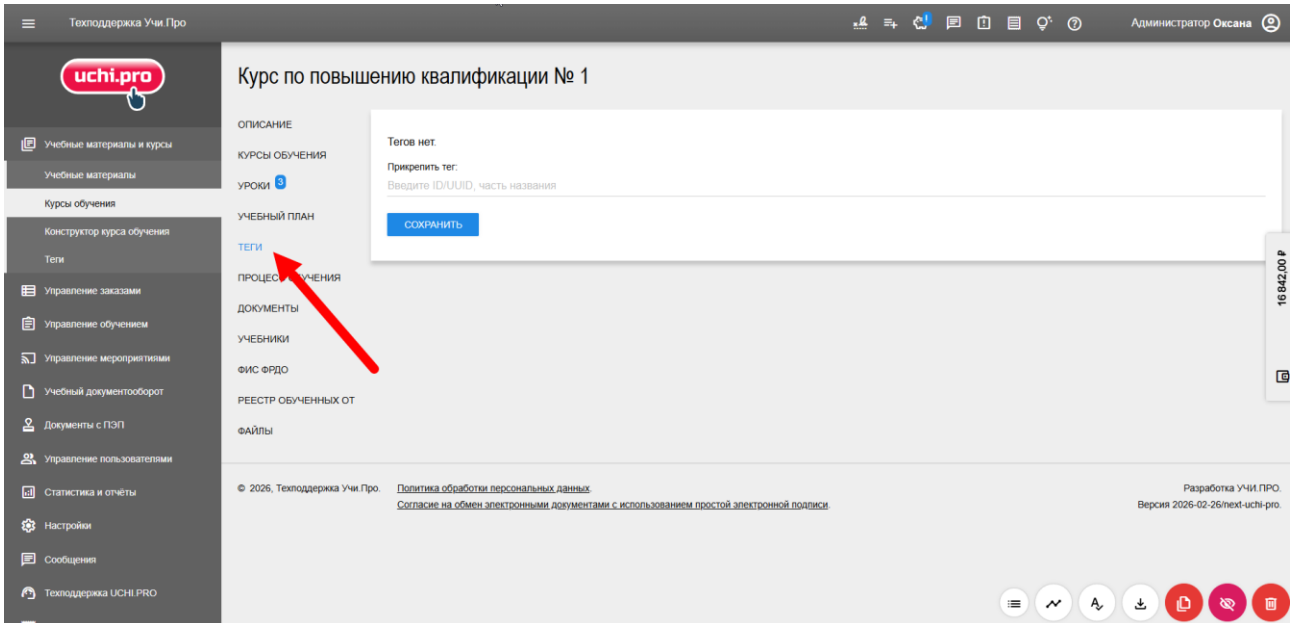 Техподдержка Учи Про
Администратор Оксана
uchi.pro
Учебные материалы и курсы
Учебные материалы
Курсы обучения
Конструктор курса обучения
Теги
Управление заказами
Управление обучением
Управление мероприятиями
Учебный документооборот
Документы с ПЭП
Управление пользователями
Статистика и отчёты
Настройки
Сообщения
Техподдержка UCHI.PRO
Курс по повышению квалификации № 1
ОПИСАНИЕ
КУРСЫ ОБУЧЕНИЯ
УРОКИ 3
УЧЕБНЫЙ ПЛАН
ТЕГИ
ПРОЦЕСС ОБУЧЕНИЯ
ДОКУМЕНТЫ
УЧЕБНИКИ
ФИС ФРДО
РЕЕСТР ОБУЧЕННЫХ ОТ
ФАЙЛЫ
Тегов нет.
Прикрепить тег:
Введите ID/UUID, часть названия
СОХРАНИТЬ
16 842,00 ₽
© 2026, Техподдержка Учи.Про.
Политика обработки персональных данных.
Согласие на обмен электронными документами с использованием простой электронной подписи.
Разработка УЧИ.ПРО.
Версия 2026-02-26/next-uchi-pro.